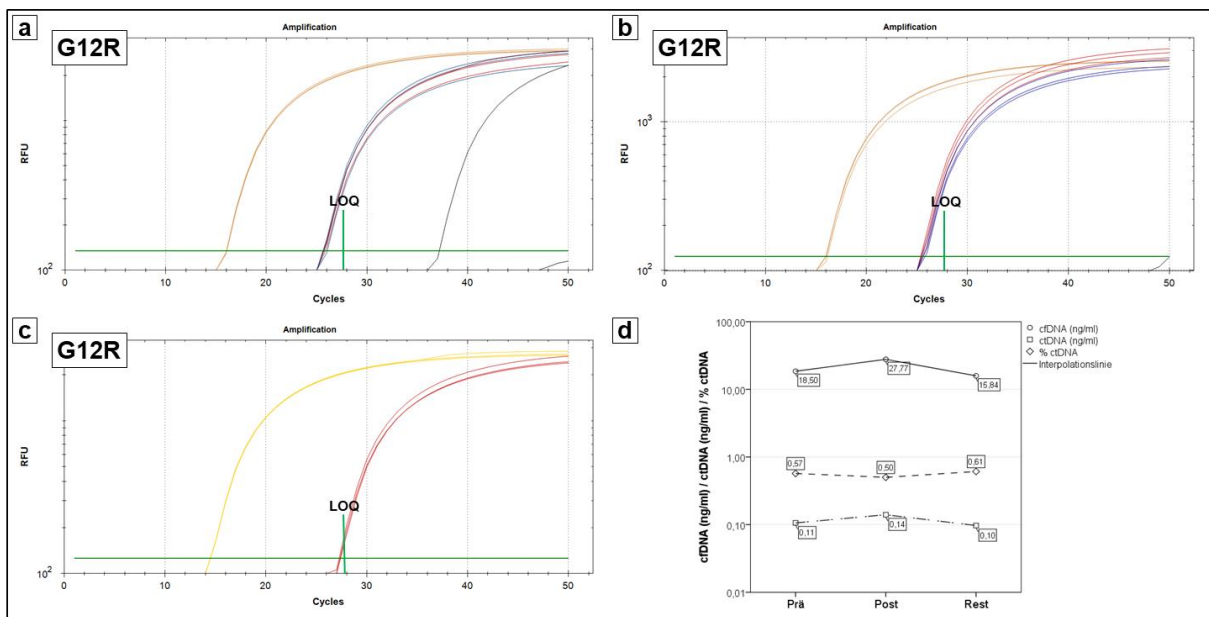 a
G12R
Amplification
RFU
10²
LOQ
0 10 20 30 40 50
Cycles
b
G12R
Amplification
RFU
10³
10²
LOQ
0 10 20 30 40 50
Cycles
c
G12R
Amplification
RFU
10²
LOQ
0 10 20 30 40 50
Cycles
d
cfDNA (ng/ml) / ctDNA (ng/ml) / % ctDNA
100,00
10,00
1,00
0,10
0,01
18,50
27,77
15,84
0,57
0,50
0,61
0,11
0,14
0,10
Prä Post Rest
cfDNA (ng/ml)
ctDNA (ng/ml)
% ctDNA
Interpolationslinie